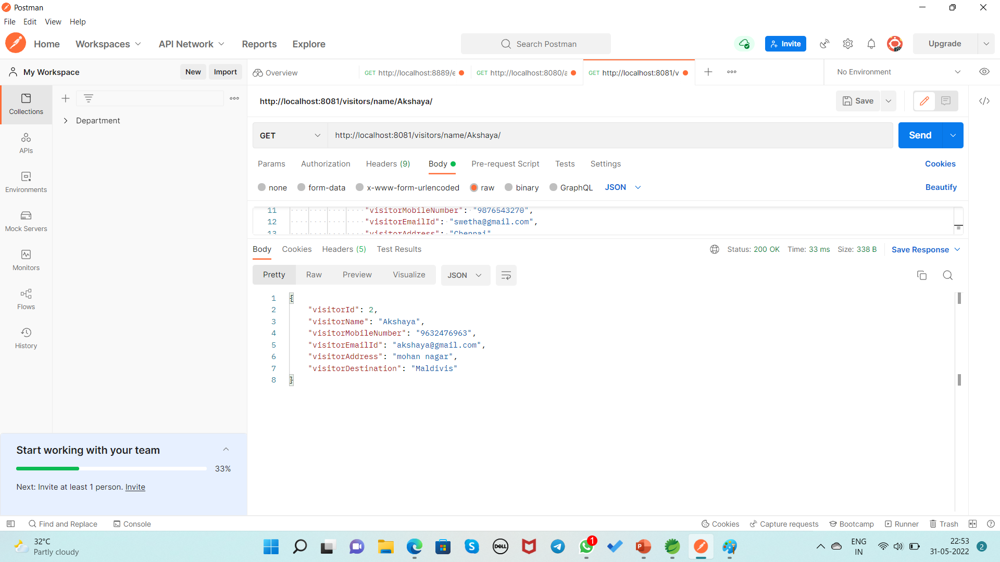 Postman
File Edit View Help
Home Workspaces API Network Reports Explore Search Postman Invite Upgrade
My Workspace New Import Overview GET http://localhost:8889/e GET http://localhost:8080/a GET http://localhost:8081/v No Environment
http://localhost:8081/visitors/name/Akshaya/ Save
Collections
Department
GET http://localhost:8081/visitors/name/Akshaya/ Send
APIs
Params Authorization Headers (9) Body Pre-request Script Tests Settings Cookies
Environments
none form-data x-www-form-urlencoded raw binary GraphQL JSON Beautify
11 "visitorMobileNumber": "9876543270",
12 "visitorEmailId": "swetha@gmail.com",
13 "visitorAddress": "Chennai"
Mock Servers
Body Cookies Headers (5) Test Results Status: 200 OK Time: 33 ms Size: 338 B Save Response
Monitors
Pretty Raw Preview Visualize JSON
1 {
2 "visitorId": 2,
3 "visitorName": "Akshaya",
4 "visitorMobileNumber": "9632476963",
5 "visitorEmailId": "akshaya@gmail.com",
6 "visitorAddress": "mohan nagar",
7 "visitorDestination": "Maldivis"
8 }
Flows
History
Start working with your team
33%
Next: Invite at least 1 person. Invite
Find and Replace Console Cookies Capture requests Bootcamp Runner Trash
32°C
Partly cloudy
DELL
1
ENG
IN
22:53
31-05-2022
2